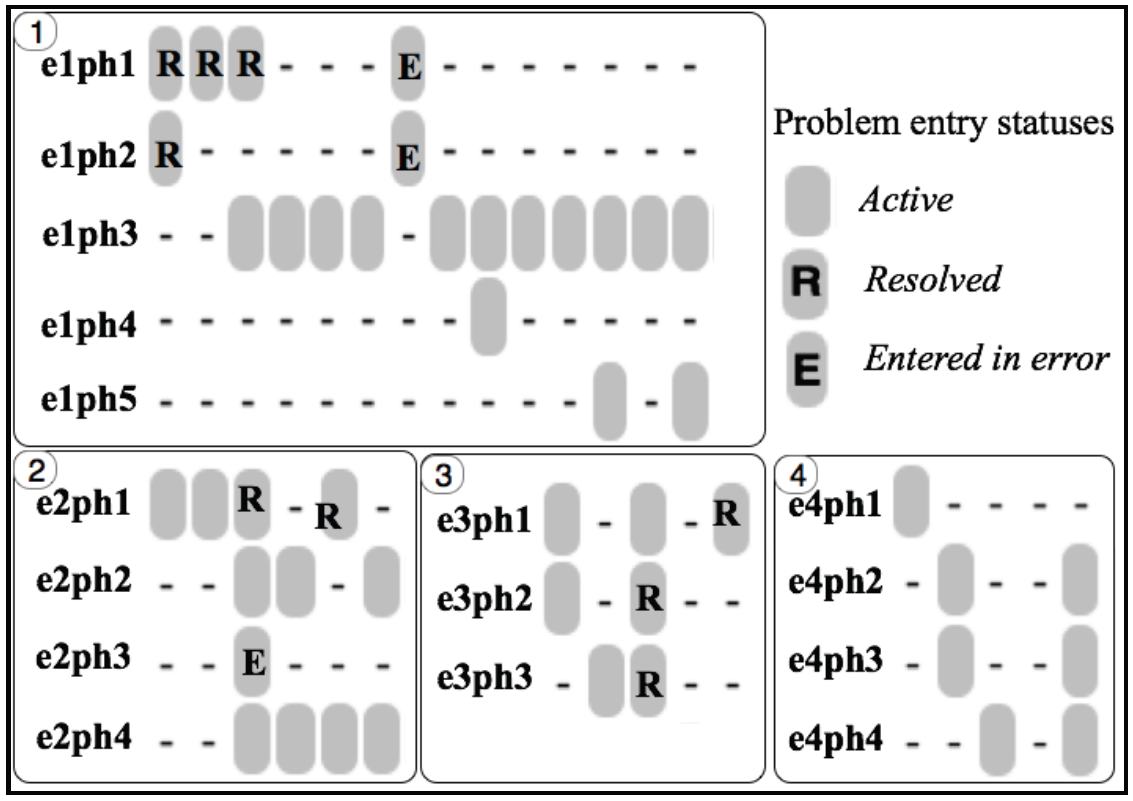 1
e1ph1 R R R - - - E - - - - - - -
e1ph2 R - - - - - E - - - - - - -
e1ph3 - - -
e1ph4 - - - - - - - - - - - - -
e1ph5 - - - - - - - - - - - -
Problem entry statuses
Active
R Resolved
E Entered in error
2
e2ph1 R - R -
e2ph2 - - -
e2ph3 - - E - - -
e2ph4 - -
3
e3ph1 - - R
e3ph2 - R - -
e3ph3 - R - -
4
e4ph1 - - - -
e4ph2 - - -
e4ph3 - - -
e4ph4 - - -